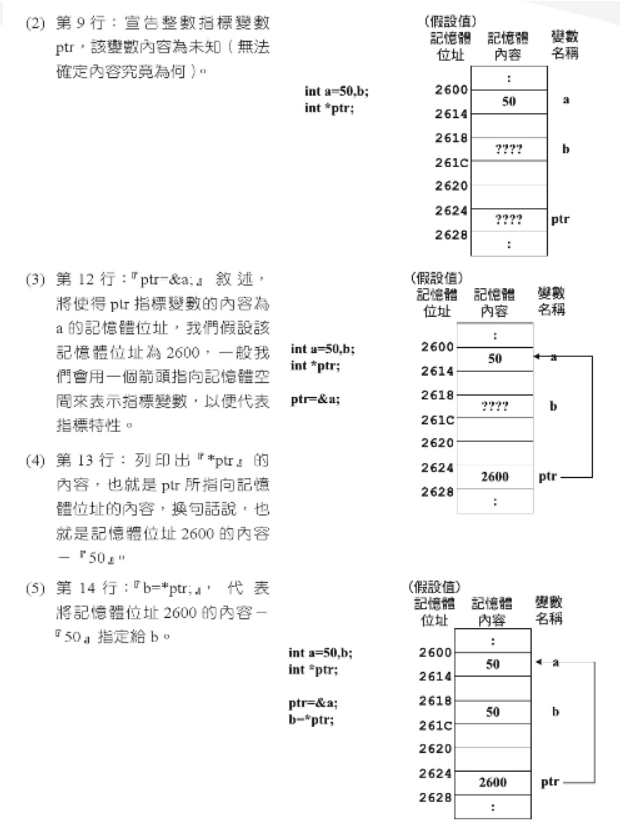 (2) 第 9 行：宣告整數指標變數
ptr，該變數內容為未知（無法
確定內容究竟為何）。
int a=50,b;
int *ptr;
(假設值)
記憶體 記憶體 變數
位址 內容 名稱
:
2600
50 a
2614
2618
???? b
261C
2620
2624
???? ptr
2628
:
(3) 第 12 行：『ptr=&a;』敘述，
將使得 ptr 指標變數的內容為
a 的記憶體位址，我們假設該
記憶體位址為 2600，一般我
們會用一個箭頭指向記憶體空
間來表示指標變數，以便代表
指標特性。
int a=50,b;
int *ptr;
ptr=&a;
(假設值)
記憶體 記憶體 變數
位址 內容 名稱
:
2600
50 a
2614
2618
???? b
261C
2620
2624
2600 ptr
2628
:
(4) 第 13 行：列印出『*ptr』的
內容，也就是 ptr 所指向記憶
體位址的內容，換句話說，也
就是記憶體位址 2600 的內容
－『50』。
(5) 第 14 行：『b=*ptr;』，代表
將記憶體位址 2600 的內容－
『50』指定給 b。
int a=50,b;
int *ptr;
ptr=&a;
b=*ptr;
(假設值)
記憶體 記憶體 變數
位址 內容 名稱
:
2600
50 a
2614
2618
50 b
261C
2620
2624
2600 ptr
2628
: